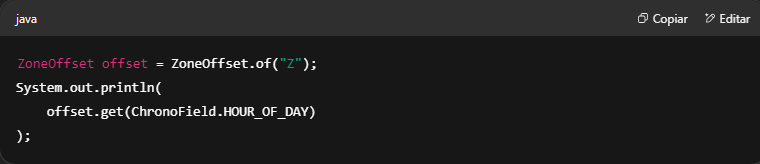 java
Copiar
Editar
ZoneOffset offset = ZoneOffset.of("Z");
System.out.println(
    offset.get(ChronoField.HOUR_OF_DAY)
);